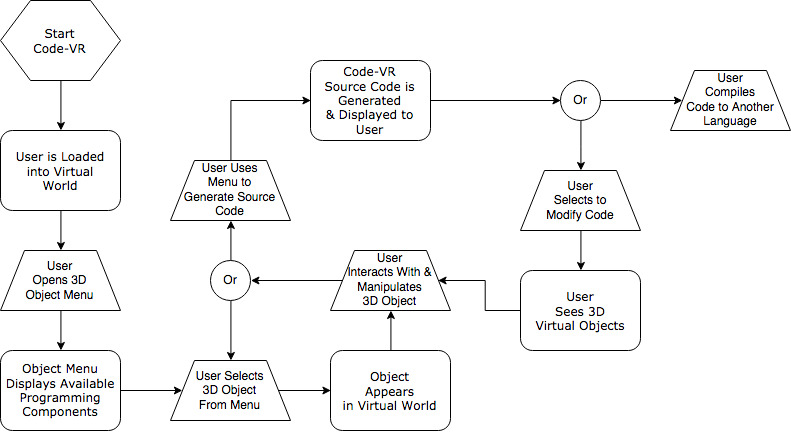 Start
Code-VR
User is Loaded
into Virtual
World
User
Opens 3D
Object Menu
Object Menu
Displays Available
Programming
Components
User Selects
3D Object
From Menu
Object
Appears
in Virtual World
User
Interacts With &
Manipulates
3D Object
Or
User Uses
Menu to
Generate Source
Code
Code-VR
Source Code is
Generated
& Displayed to
User
Or
User
Compiles
Code to Another
Language
User
Selects to
Modify Code
User
Sees 3D
Virtual Objects